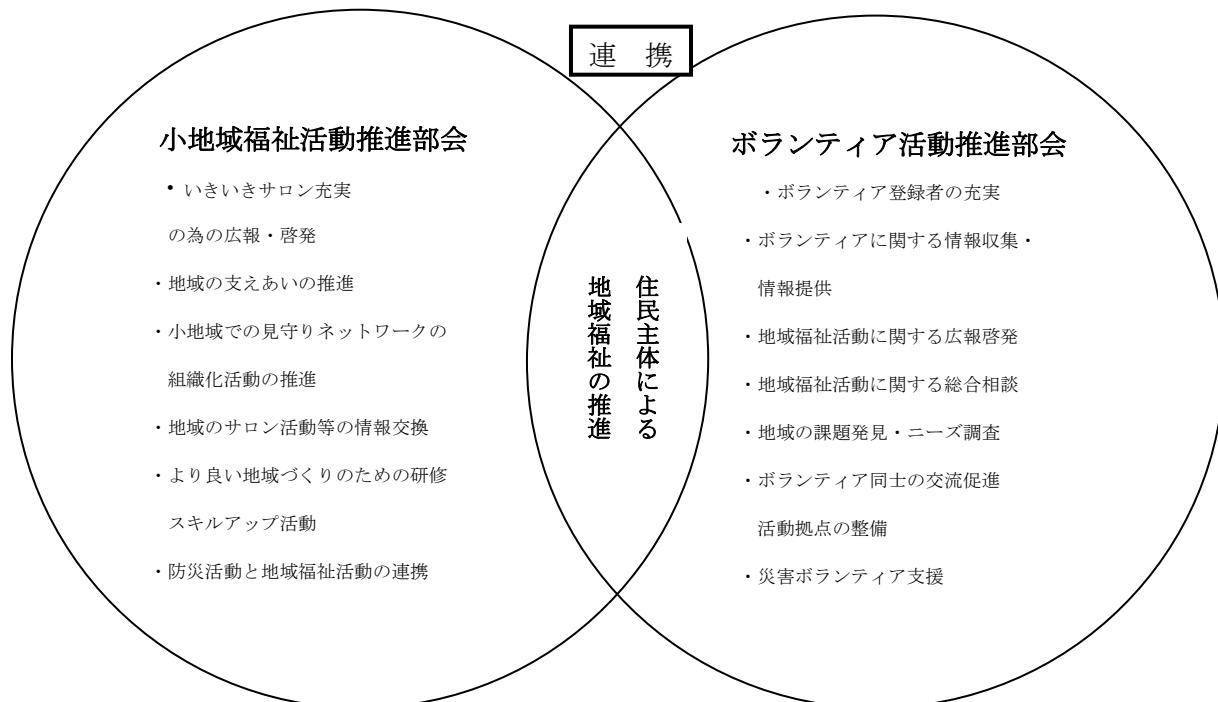 連　携
小地域福祉活動推進部会
• いきいきサロン充実
の為の広報・啓発
・地域の支えあいの推進
・小地域での見守りネットワークの
組織化活動の推進
・地域のサロン活動等の情報交換
・より良い地域づくりのための研修
スキルアップ活動
・防災活動と地域福祉活動の連携
住民主体による
地域福祉の推進
ボランティア活動推進部会
・ボランティア登録者の充実
・ボランティアに関する情報収集・
情報提供
・地域福祉活動に関する広報啓発
・地域福祉活動に関する総合相談
・地域の課題発見・ニーズ調査
・ボランティア同士の交流促進
活動拠点の整備
・災害ボランティア支援